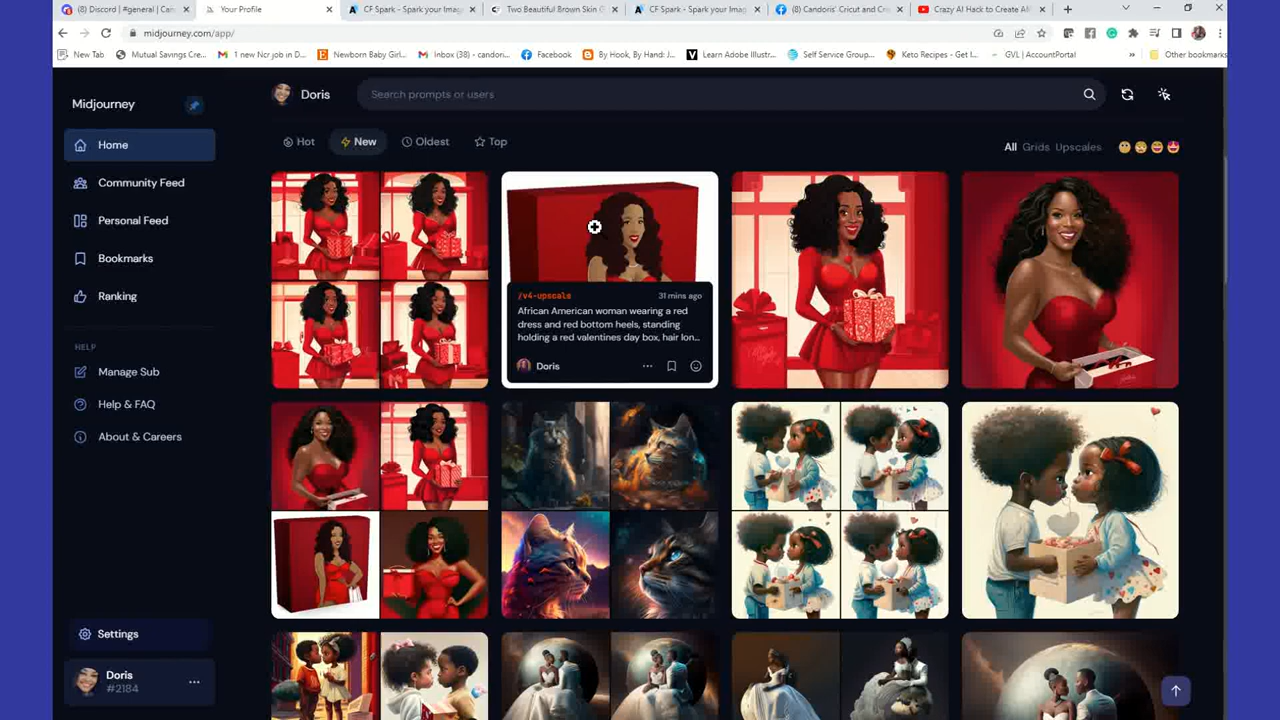 (8) Discord | #general | Can
Your Profile
CF Spark - Spark your Imag
Two Beautiful Brown Skin G
CF Spark - Spark your Imag
(8) Candoris' Cricut and Cre
Crazy AI Hack to Create AM
midjourney.com/app/
New Tab
Mutual Savings Cre...
1 new Ncr job in D...
Newborn Baby Girl...
Inbox (38) - candori...
Facebook
By Hook, By Hand: J...
Learn Adobe Illustr...
Self Service Group...
Keto Recipes - Get I...
GVL | AccountPortal
Other bookmarks
Midjourney
Doris
Search prompts or users
Home
Hot
New
Oldest
Top
All
Grids
Upscales
Community Feed
Personal Feed
Bookmarks
Ranking
/v4-upscale
31 mins ago
African American woman wearing a red
dress and red bottom heels, standing
holding a red valentines day box, hair lon...
Doris
HELP
Manage Sub
Help & FAQ
About & Careers
Settings
Doris
#2184